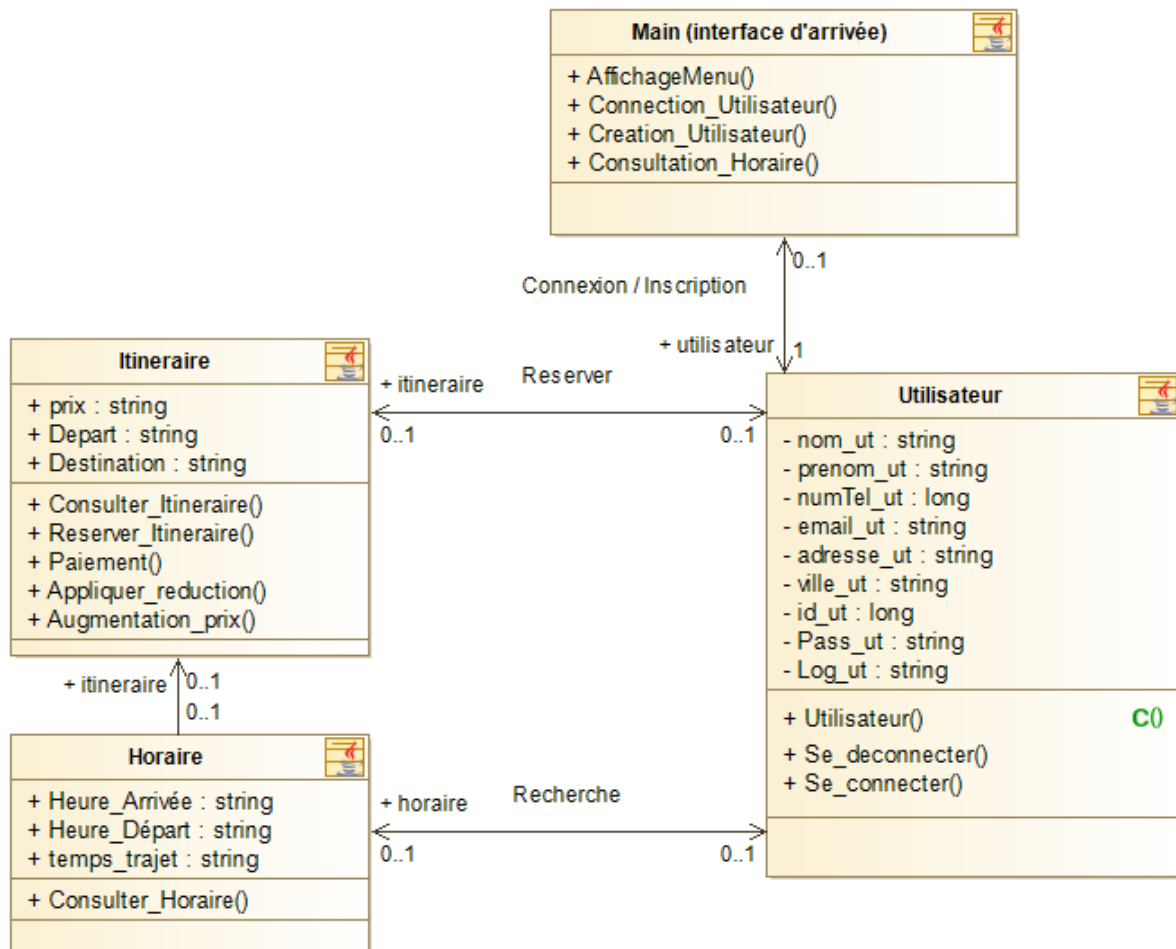 Main (interface d'arrivée)
+ AffichageMenu()
+ Connection_Utilisateur()
+ Creation_Utilisateur()
+ Consultation_Horaire()
0..1
Connexion / Inscription
+ utilisateur
1
Itineraire
+ prix : string
+ Depart : string
+ Destination : string
+ Consulter_Itineraire()
+ Reserver_Itineraire()
+ Paiement()
+ Appliquer_reduction()
+ Augmentation_prix()
+ itineraire
Reserver
0..1
0..1
Utilisateur
- nom_ut : string
- prenom_ut : string
- numTel_ut : long
- email_ut : string
- adresse_ut : string
- ville_ut : string
- id_ut : long
- Pass_ut : string
- Log_ut : string
+ Utilisateur()
C()
+ Se_deconnecter()
+ Se_connecter()
+ itineraire
0..1
0..1
Horaire
+ Heure_Arrivée : string
+ Heure_Départ : string
+ temps_trajet : string
+ Consulter_Horaire()
+ horaire
Recherche
0..1
0..1